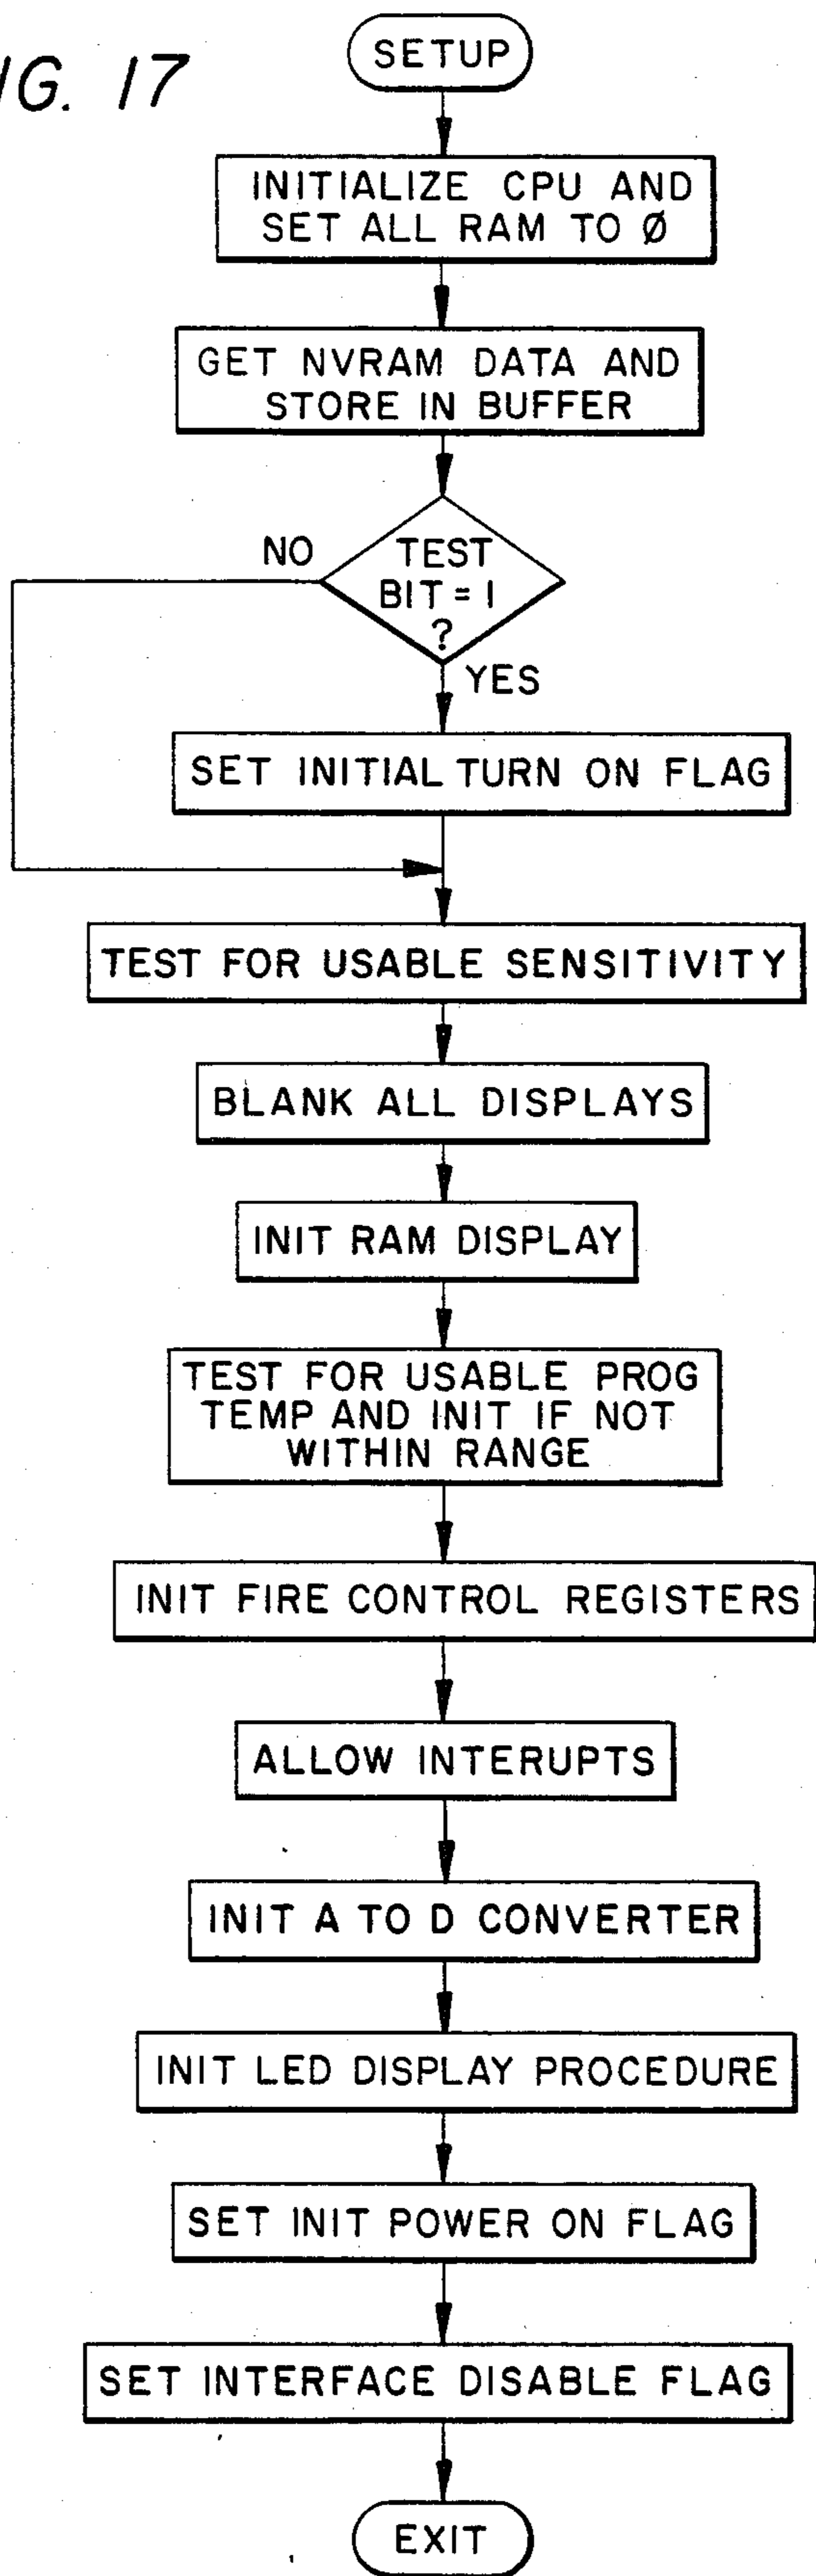 IG. 17
SETUP
INITIALIZE CPU AND
SET ALL RAM TO Ø
GET NVRAM DATA AND
STORE IN BUFFER
NO
TEST
BIT = 1
?
YES
SET INITIAL TURN ON FLAG
TEST FOR USABLE SENSITIVITY
BLANK ALL DISPLAYS
INIT RAM DISPLAY
TEST FOR USABLE PROG
TEMP AND INIT IF NOT
WITHIN RANGE
INIT FIRE CONTROL REGISTERS
ALLOW INTERUPTS
INIT A TO D CONVERTER
INIT LED DISPLAY PROCEDURE
SET INIT POWER ON FLAG
SET INTERFACE DISABLE FLAG
EXIT